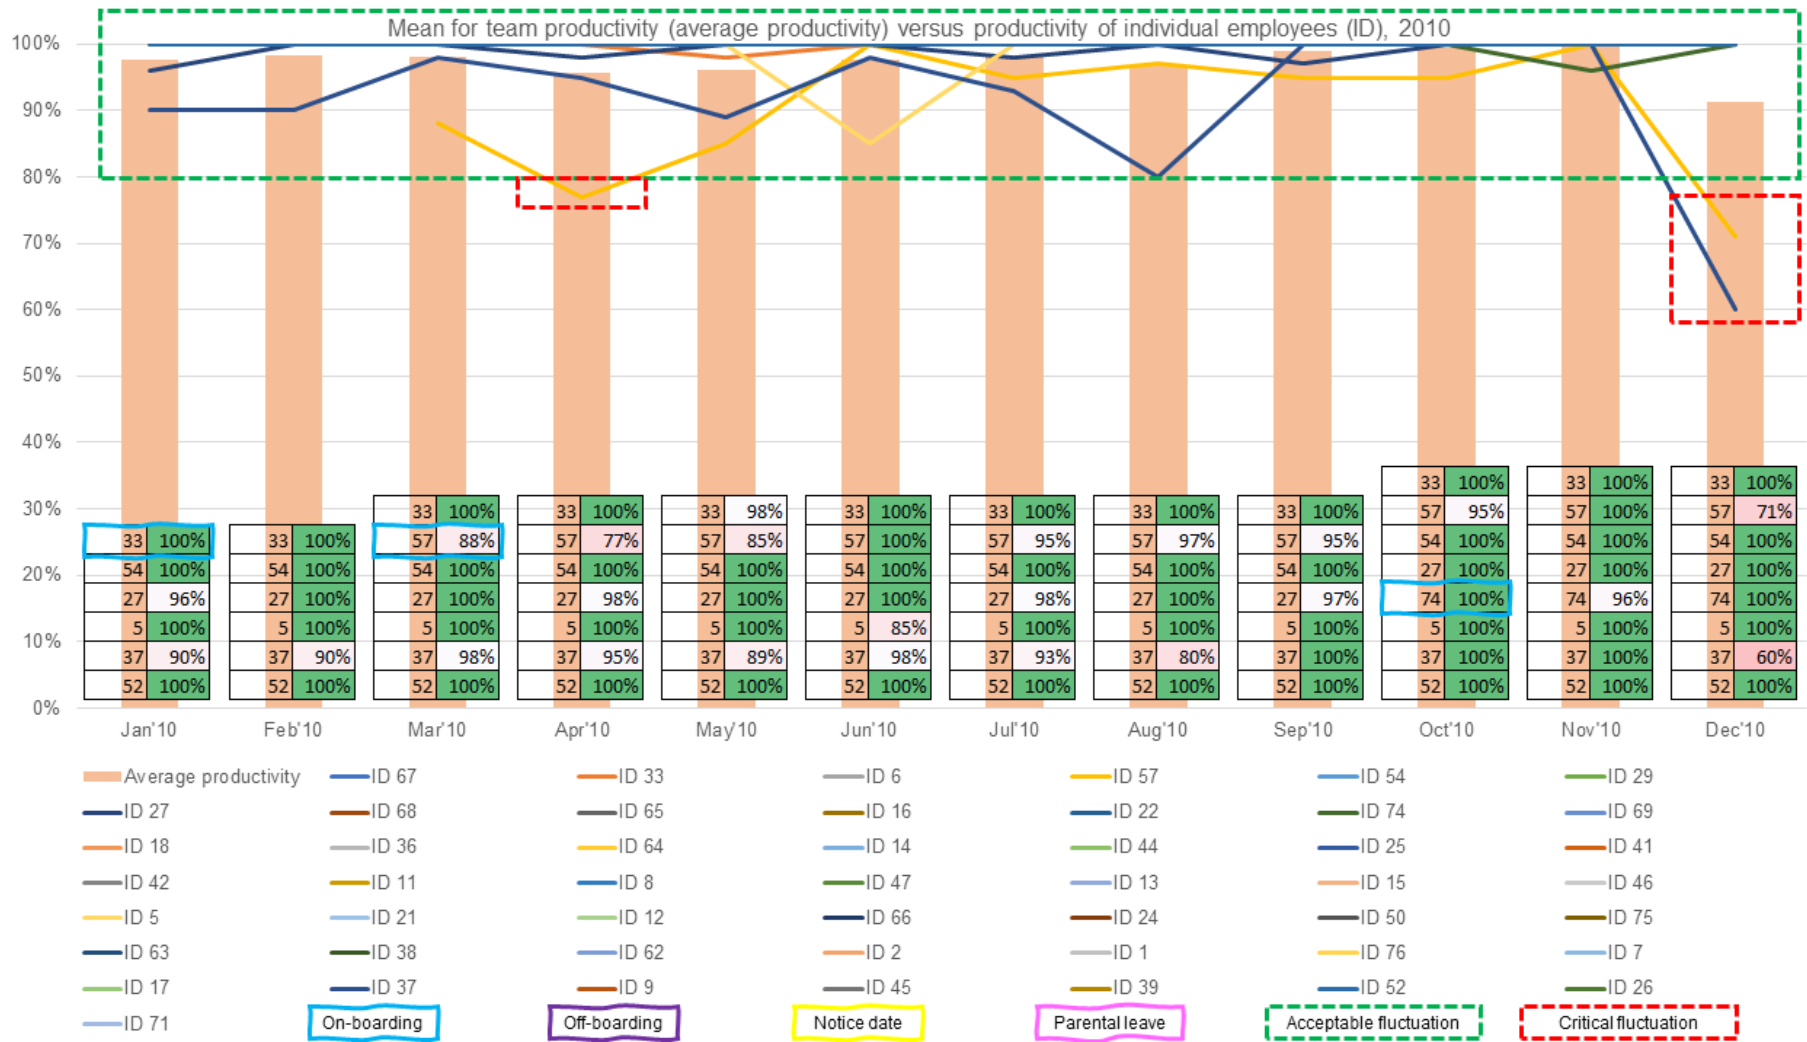 Mean for team productivity (average productivity) versus productivity of individual employees (ID), 2010
100%
90%
80%
70%
60%
50%
40%
30%
20%
10%
0%
33 100% 33 100% 33 100%
33 100% 33 100% 33 98% 33 100% 33 100% 33 100% 33 100% 57 95% 57 100% 57 71%
33 100% 33 100% 57 88% 57 77% 57 85% 57 100% 57 95% 57 97% 57 95% 54 100% 54 100% 54 100%
54 100% 54 100% 54 100% 54 100% 54 100% 54 100% 54 100% 54 100% 54 100% 27 100% 27 100% 27 100%
27 96% 27 100% 27 100% 27 98% 27 100% 27 100% 27 98% 27 100% 27 97% 74 100% 74 96% 74 100%
5 100% 5 100% 5 100% 5 100% 5 100% 5 85% 5 100% 5 100% 5 100% 5 100% 5 100% 5 100%
37 90% 37 90% 37 98% 37 95% 37 89% 37 98% 37 93% 37 80% 37 100% 37 100% 37 100% 37 60%
52 100% 52 100% 52 100% 52 100% 52 100% 52 100% 52 100% 52 100% 52 100% 52 100% 52 100% 52 100%
Jan'10 Feb'10 Mar'10 Apr'10 May'10 Jun'10 Jul'10 Aug'10 Sep'10 Oct'10 Nov'10 Dec'10
Average productivity ID 67 ID 33 ID 6 ID 57 ID 54 ID 29
ID 27 ID 68 ID 65 ID 16 ID 22 ID 74 ID 69
ID 18 ID 36 ID 64 ID 14 ID 44 ID 25 ID 41
ID 42 ID 11 ID 8 ID 47 ID 13 ID 15 ID 46
ID 5 ID 21 ID 12 ID 66 ID 24 ID 50 ID 75
ID 63 ID 38 ID 62 ID 2 ID 1 ID 76 ID 7
ID 17 ID 37 ID 9 ID 45 ID 39 ID 52 ID 26
ID 71 On-boarding Off-boarding Notice date Parental leave Acceptable fluctuation Critical fluctuation